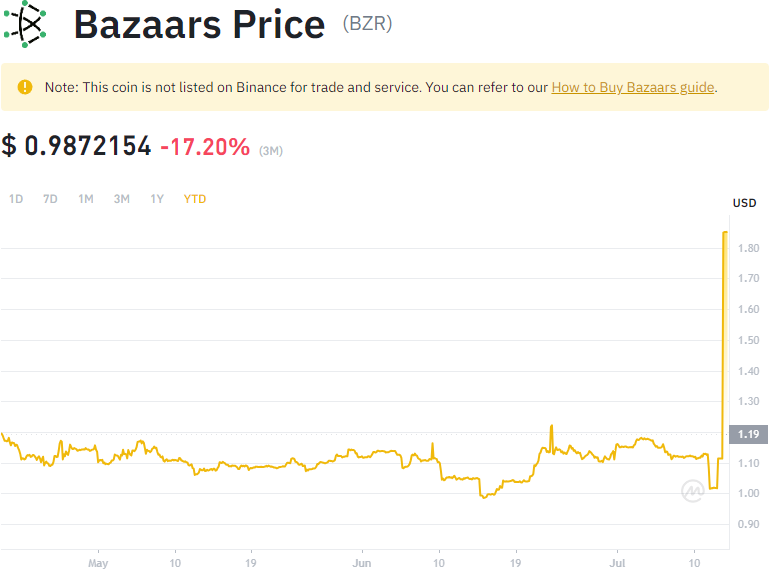 Bazaars Price (BZR)
Note: This coin is not listed on Binance for trade and service. You can refer to our How to Buy Bazaars guide.
$ 0.9872154 -17.20% (3M)
1D 7D 1M 3M 1Y YTD
USD
1.80
1.70
1.60
1.50
1.40
1.30
1.19
1.10
1.00
0.90
May 10 19 Jun 10 19 Jul 10